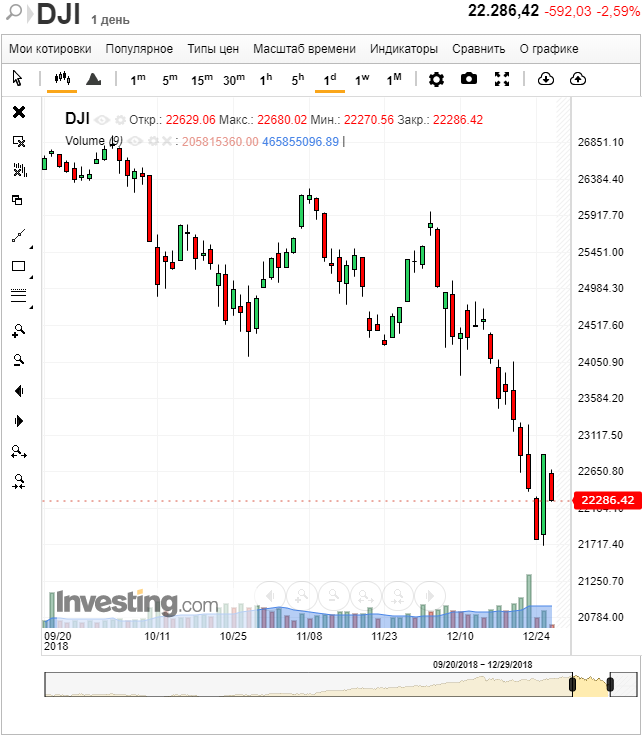 DJI 1 день
22.286,42 -592,03 -2,59%
Мои котировки Популярное Типы цен Масштаб времени Индикаторы Сравнить О графике
1m 5m 15m 30m 1h 5h 1d 1w 1M
DJI Откр.: 22629.06 Макс.: 22680.02 Мин.: 22270.56 Закр.: 22286.42
Volume (9) : 205815360.00 465855096.89
26851.10
26384.40
25917.70
25451.00
24984.30
24517.60
24050.90
23584.20
23117.50
22650.80
22286.42
21717.40
21250.70
20784.00
Investing.com
09/20 10/11 10/25 11/08 11/23 12/10 12/24
2018
09/20/2018 - 12/29/2018